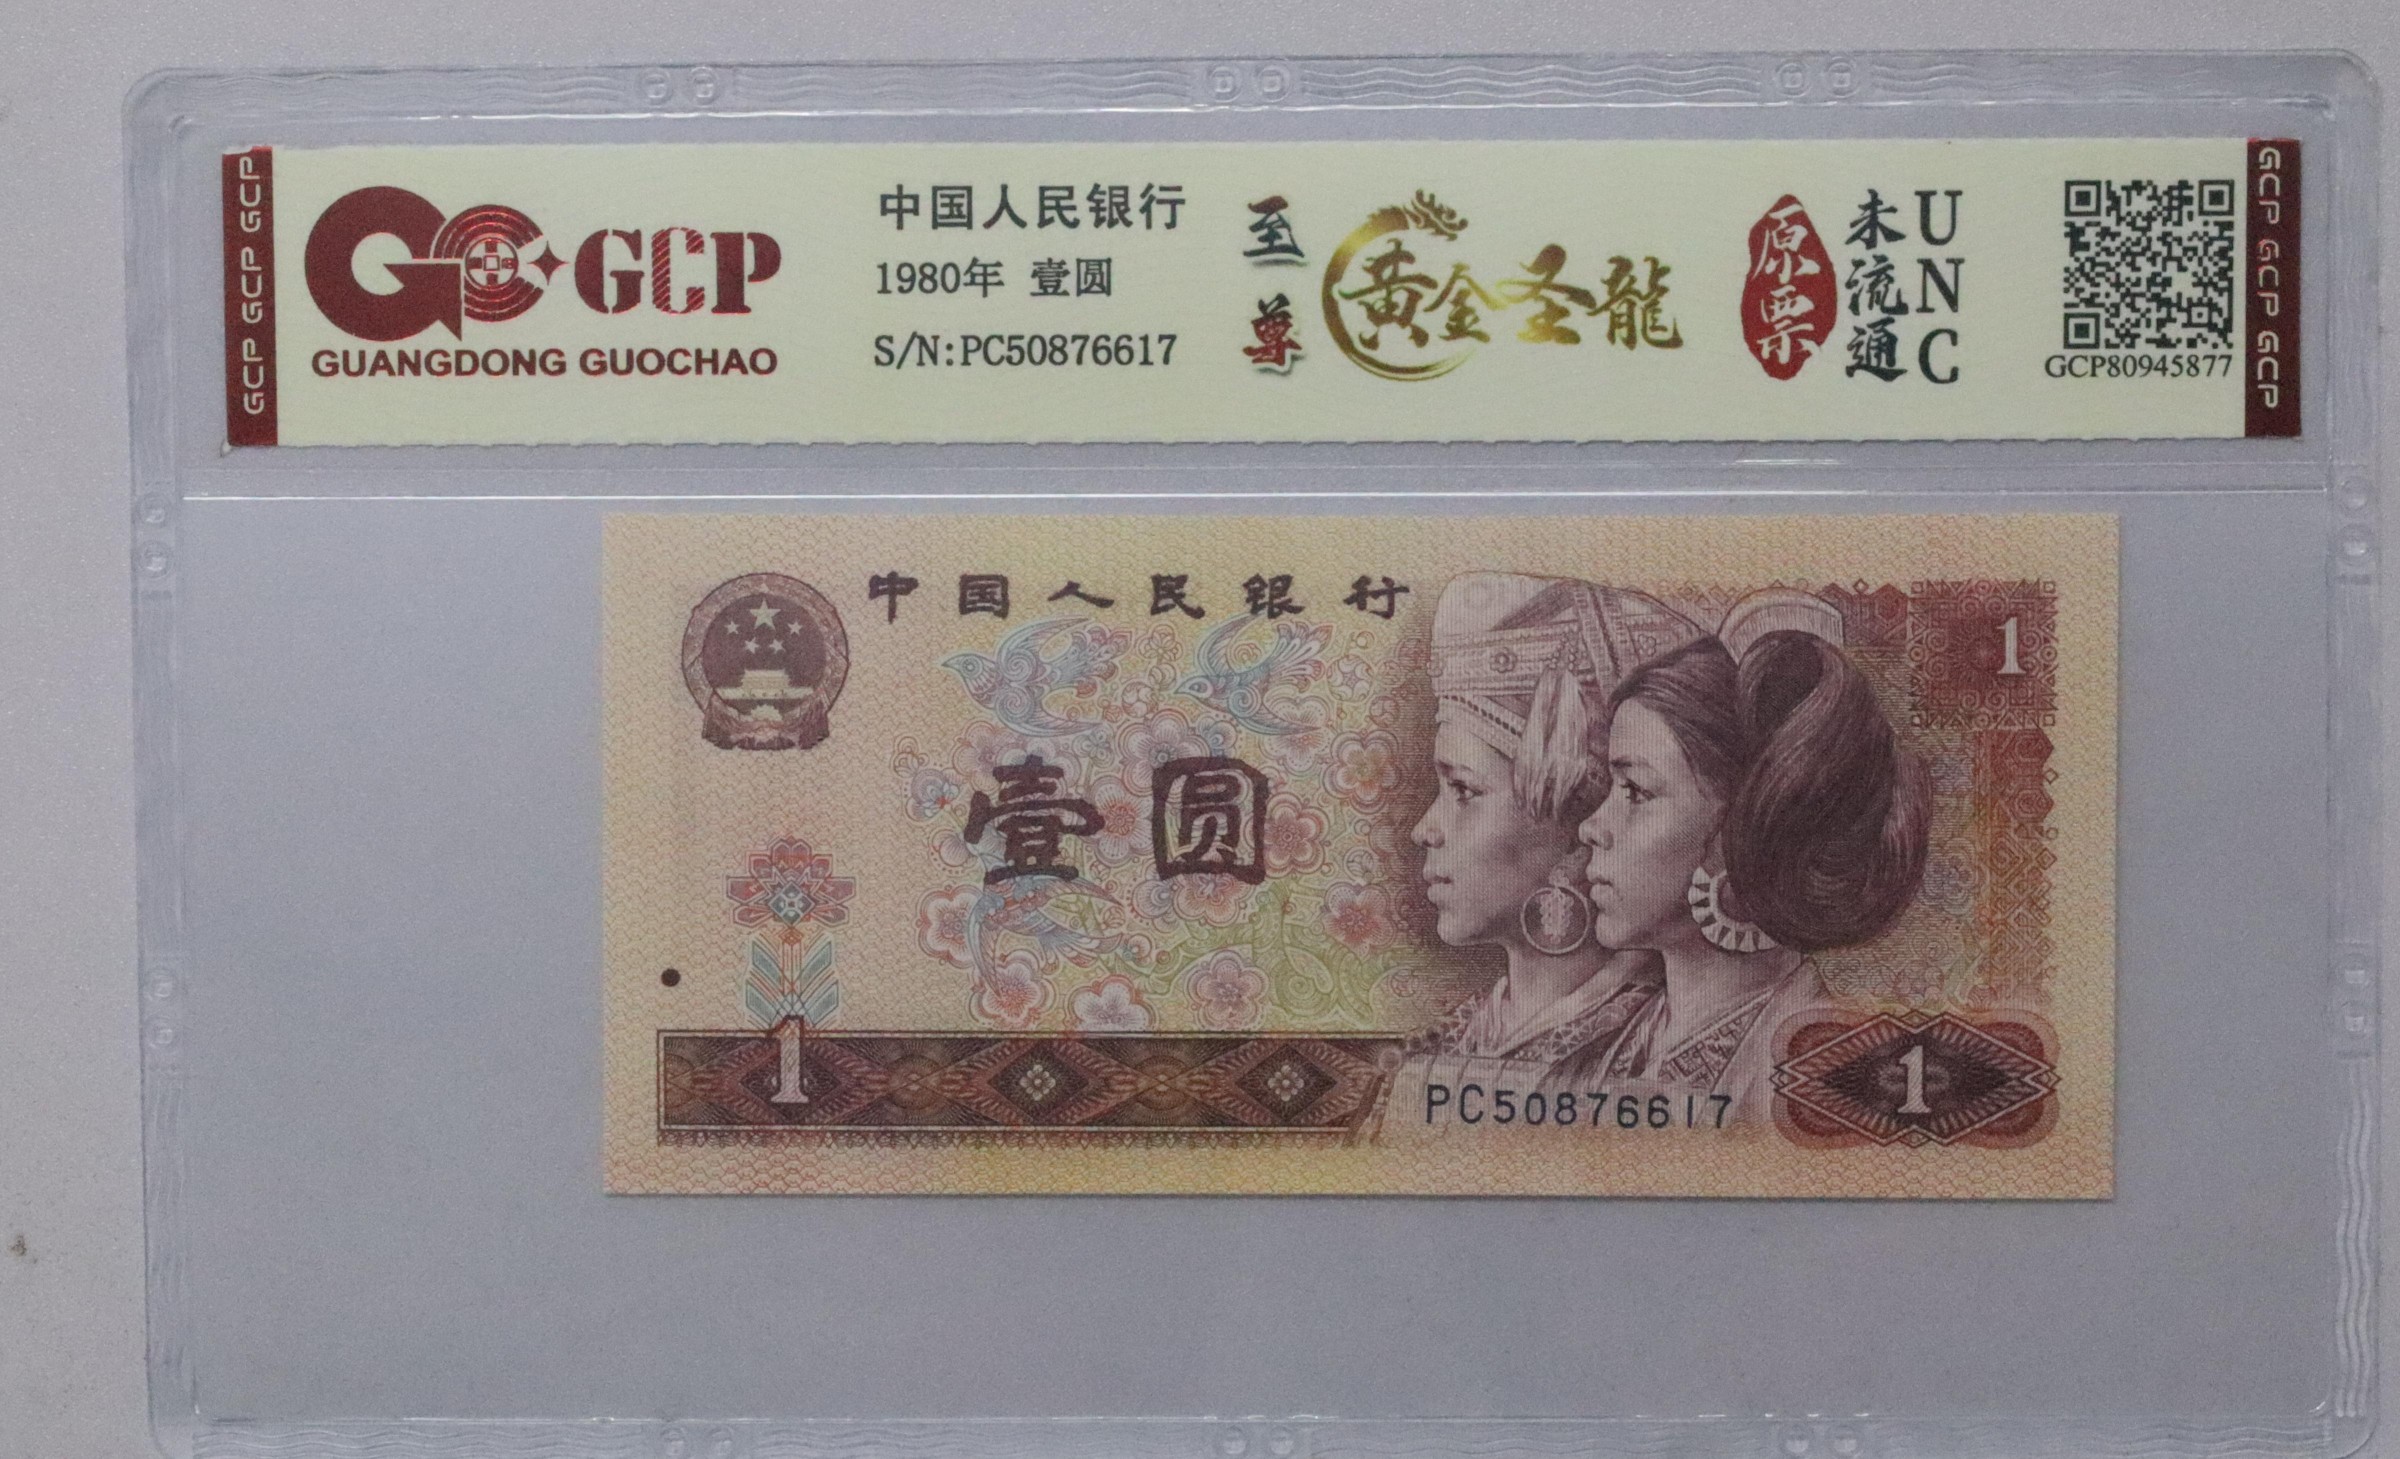 GCP GCP GCP
GCP
GUANGDONG GUOCHAO
中国人民银行
1980年 壹圆
S/N:PC50876617
至尊
黄金圣龍
原票
未流通
UNC
GCP80945877
GCP GCP GCP
中国人民银行
1
壹圆
1
PC50876617
1